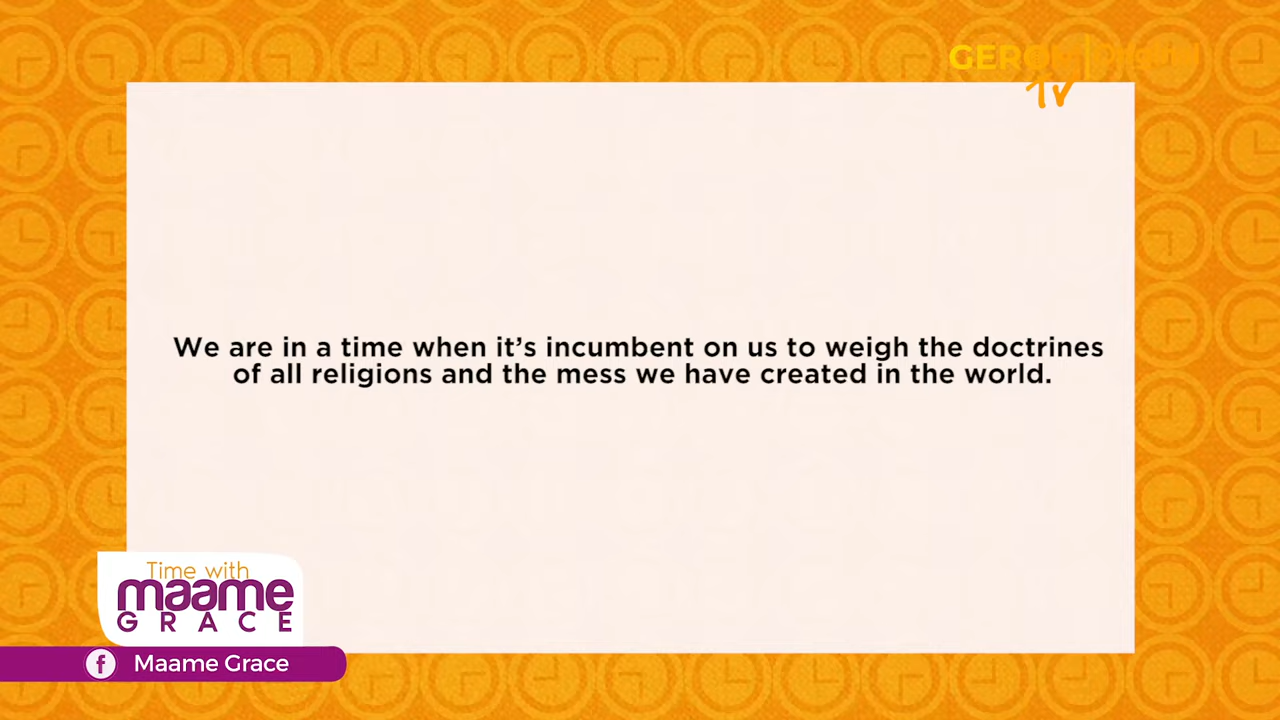 TV
We are in a time when it's incumbent on us to weigh the doctrines
of all religions and the mess we have created in the world.
Time with
maame
GRACE
Maame Grace